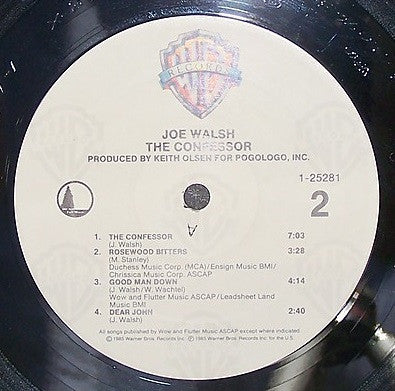 RECORDS
JOE WALSH
THE CONFESSOR
PRODUCED BY KEITH OLSEN FOR POGOLOGO, INC.
1-25281
2
A
1. THE CONFESSOR 7:03
(J. Walsh)
2. ROSEWOOD BITTERS 3:28
(M. Stanley)
Duchess Music Corp. (MCA)/Ensign Music BMI/
Chrissica Music Corp. ASCAP
3. GOOD MAN DOWN 4:14
(J. Walsh/W. Wachtel)
Wow and Flutter Music ASCAP/Leadsheet Land
Music BMI
4. DEAR JOHN 2:40
(J. Walsh)
All songs published by Wow and Flutter Music ASCAP except where indicated.
© 1985 Warner Bros. Records Inc. ℗ 1985 Warner Bros. Records Inc. for the U.S.